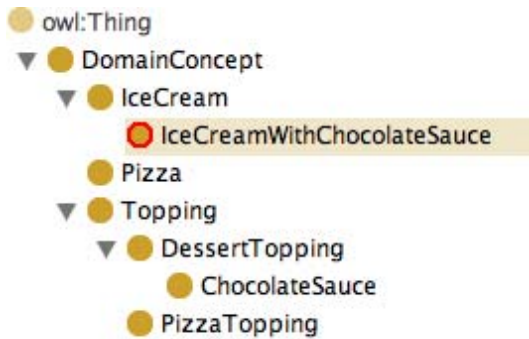 owl:Thing
DomainConcept
IceCream
IceCreamWithChocolateSauce
Pizza
Topping
DessertTopping
ChocolateSauce
PizzaTopping